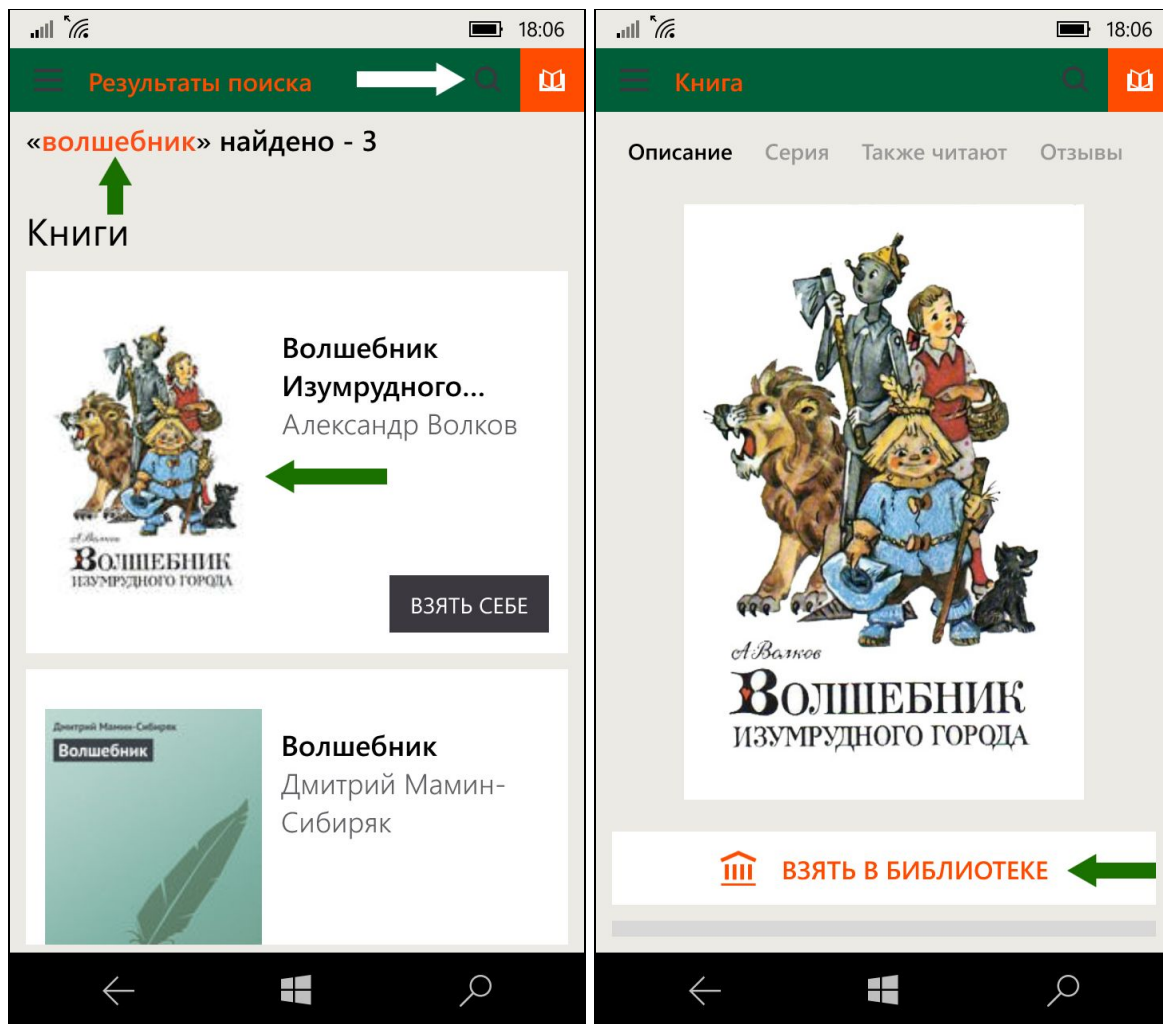 18:06
Результаты поиска
«волшебник» найдено - 3
Книги
А.Волков
ВОЛШЕБНИК
ИЗУМРУДНОГО ГОРОДА
Волшебник
Изумрудного...
Александр Волков
ВЗЯТЬ СЕБЕ
Дмитрий Мамин-Сибиряк
Волшебник
Волшебник
Дмитрий Мамин-
Сибиряк
18:06
Книга
Описание Серия Также читают Отзывы
А.Волков
ВОЛШЕБНИК
ИЗУМРУДНОГО ГОРОДА
ВЗЯТЬ В БИБЛИОТЕКЕ